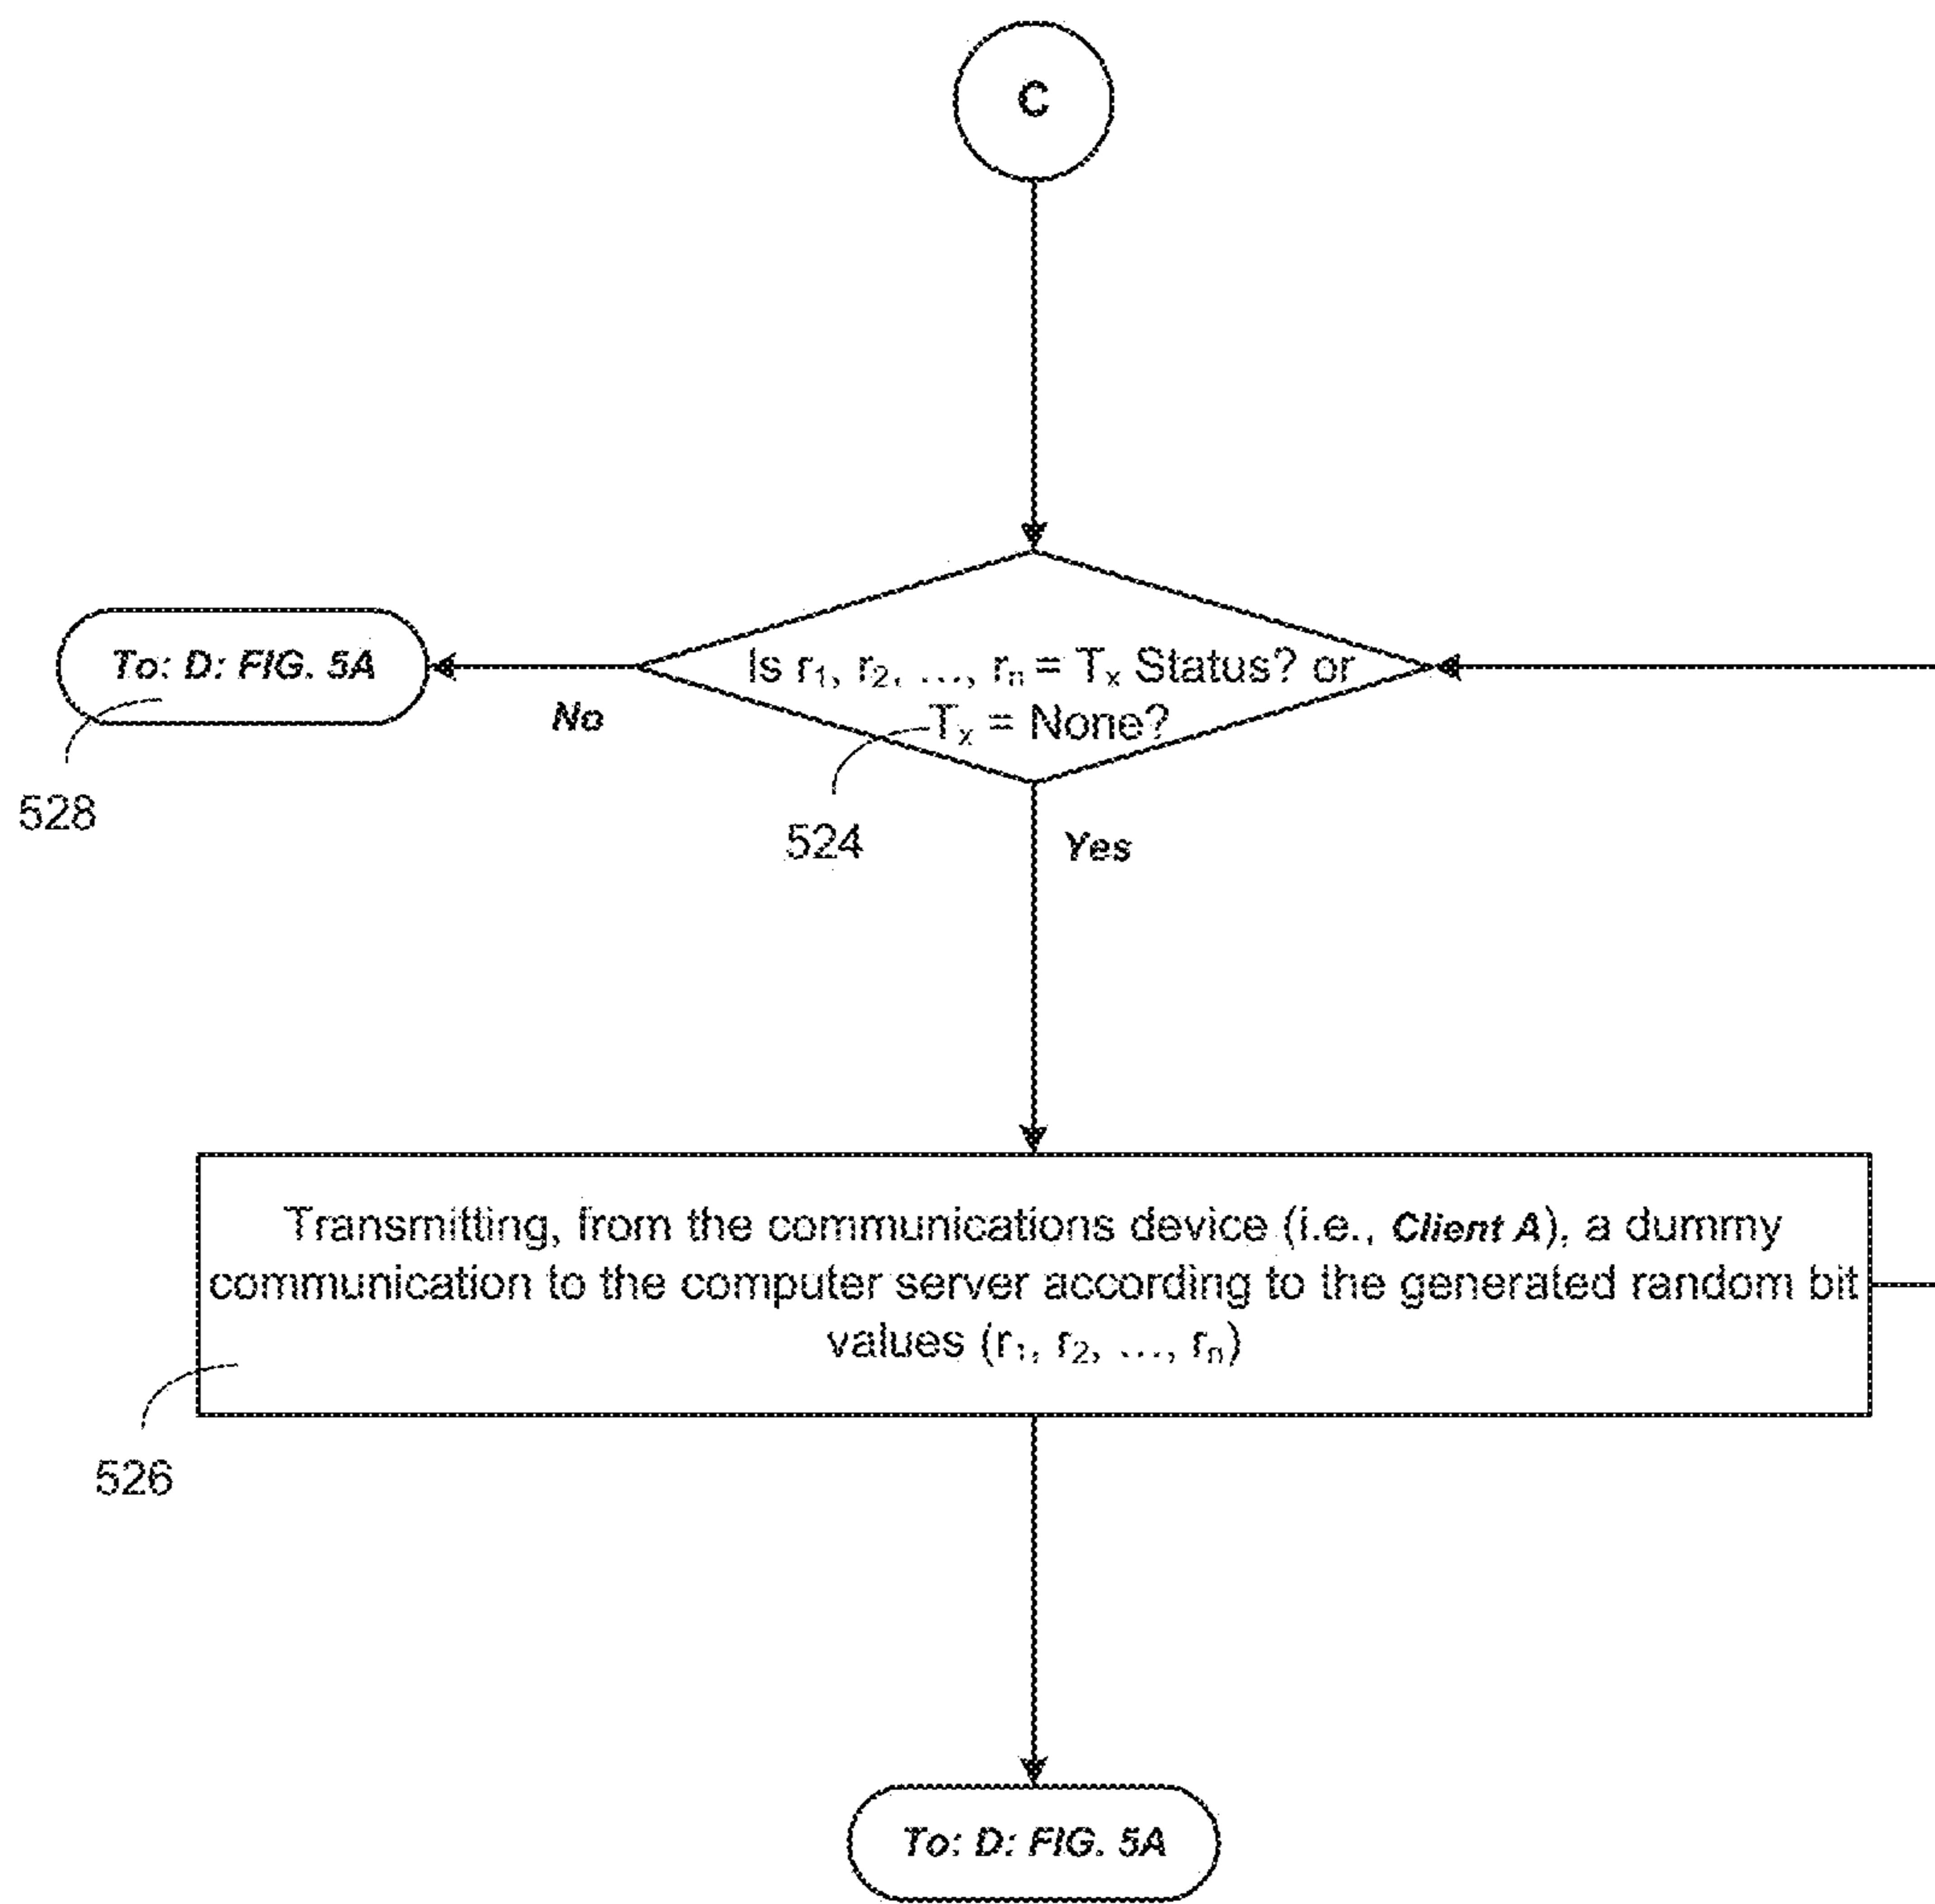 C
To: D: FIG. 5A
Is r₁, r₂, ..., rₙ = Tₓ Status? or
Tₓ = None?
No
528
524
Yes
Transmitting, from the communications device (i.e., Client A), a dummy
communication to the computer server according to the generated random bit
values (r₁, r₂, ..., rₙ)
526
To: D: FIG. 5A